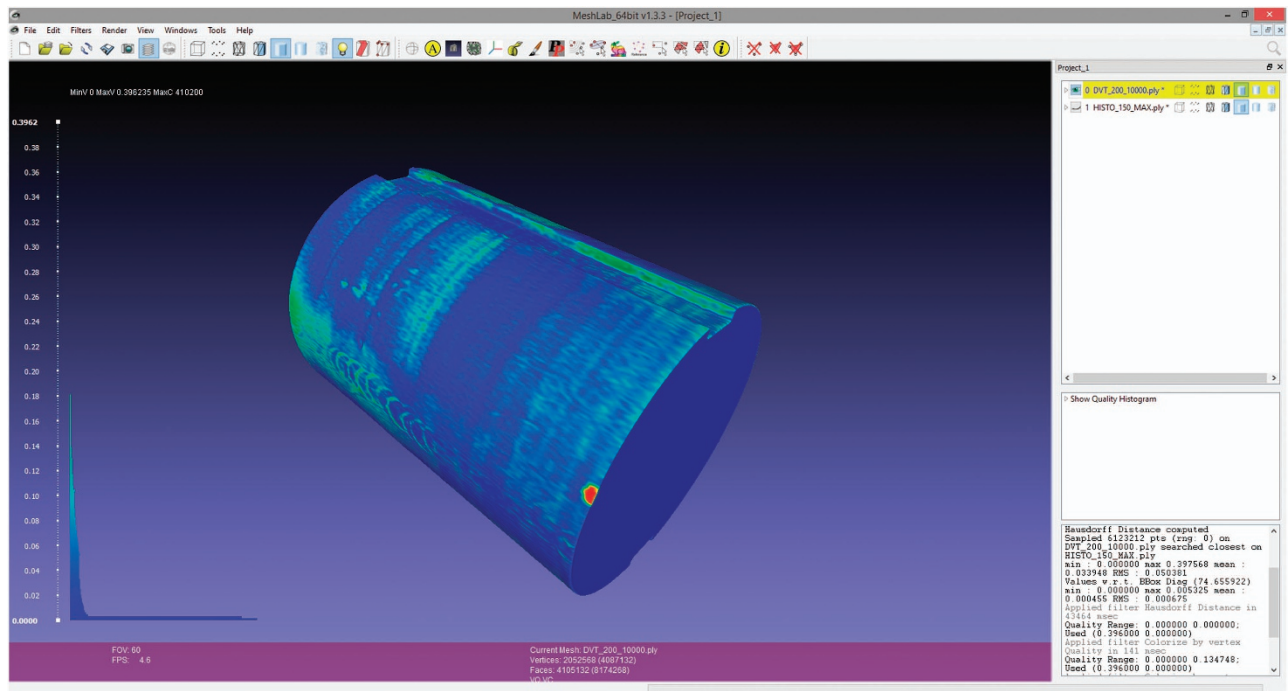 MeshLab_64bit v1.3.3 - [Project_1]
File Edit Filters Render View Windows Tools Help
MinV 0 MaxV 0.396235 MaxC 410200
0.3962
0.38
0.36
0.34
0.32
0.30
0.28
0.26
0.24
0.22
0.20
0.18
0.16
0.14
0.12
0.10
0.08
0.06
0.04
0.02
0.0000
FOV: 60
FPS: 4.6
Current Mesh: DVT_200_10000.ply
Vertices: 2052568 (4087132)
Faces: 4105132 (8174268)
VC VC
Project_1
0 DVT_200_10000.ply *
1 HISTO_150_MAX.ply *
Show Quality Histogram
Hausdorff Distance computed
Sampled 6123212 pts (rng: 0) on
DVT_200_10000.ply searched closest on
HISTO_150_MAX.ply
min : 0.000000 max 0.397568 mean :
0.033948 RMS : 0.050381
Values w.r.t. BBox Diag (74.655922)
min : 0.000000 max 0.005325 mean :
0.000455 RMS : 0.000675
Applied filter Hausdorff Distance in
43464 msec
Quality Range: 0.000000 0.000000;
Used (0.396000 0.000000)
Applied filter Colorize by vertex
Quality in 141 msec
Quality Range: 0.000000 0.134748;
Used (0.396000 0.000000)